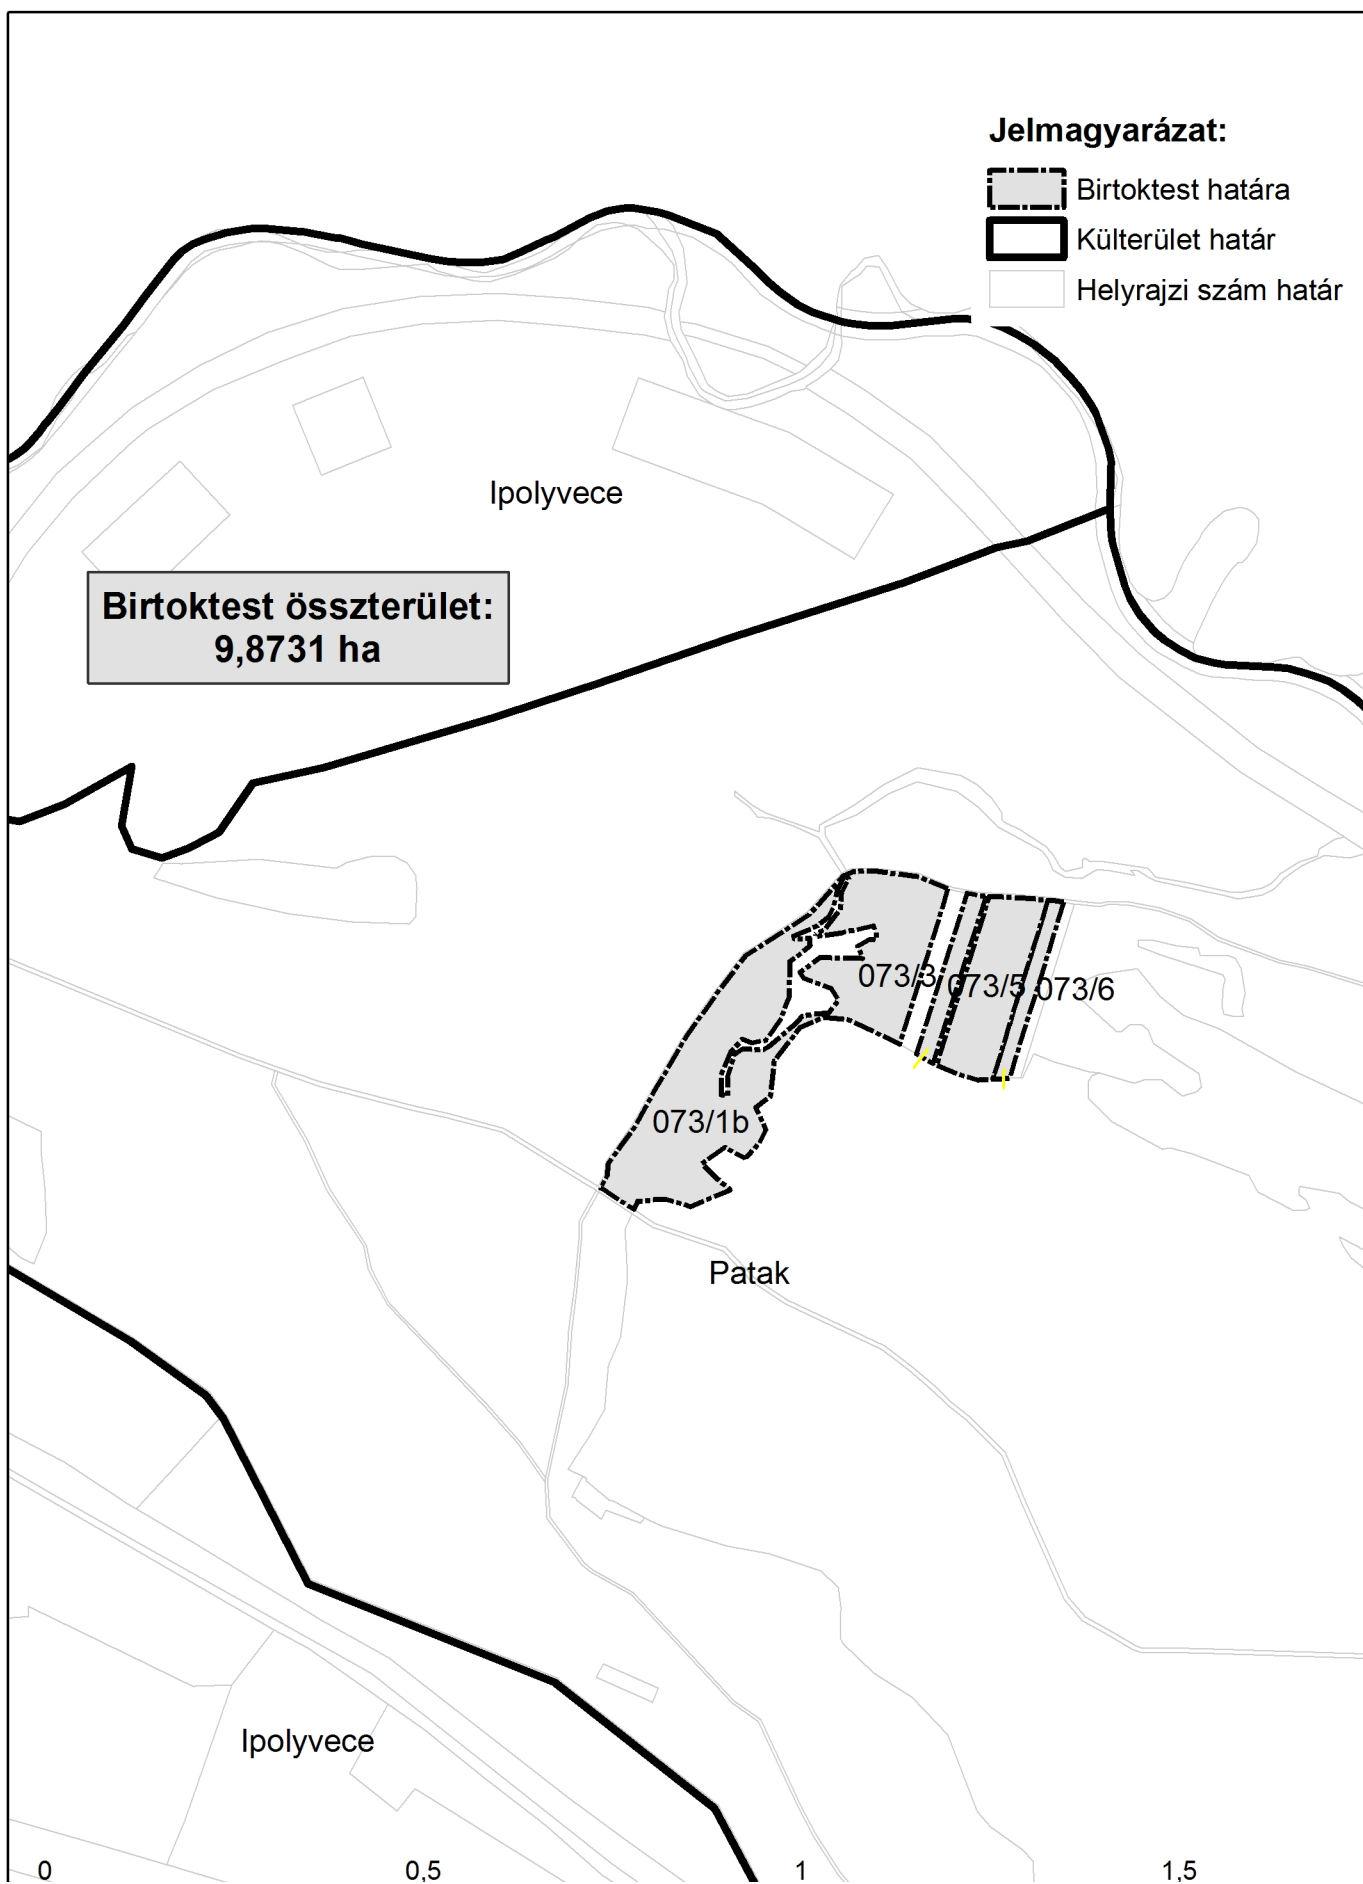 Jelmagyarázat:
Birtoktest határa
Külterület határ
Helyrajzi szám határ
Ipolyvece
Birtoktest összterület:
9,8731 ha
073/3
073/5
073/6
073/1b
Patak
Ipolyvece
0 0,5 1 1,5